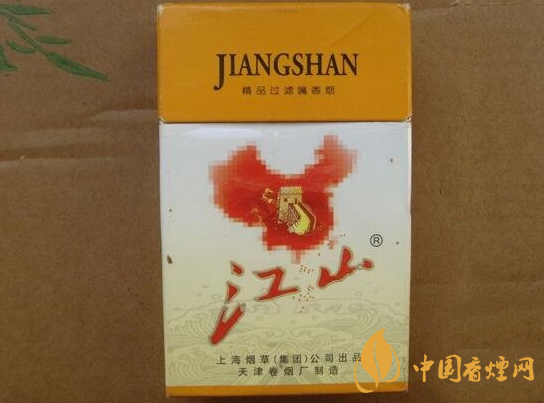 JIANGSHAN
精品过滤嘴香烟
江山®
上海烟草(集团)公司出品
天津卷烟厂制造
中国香烟网